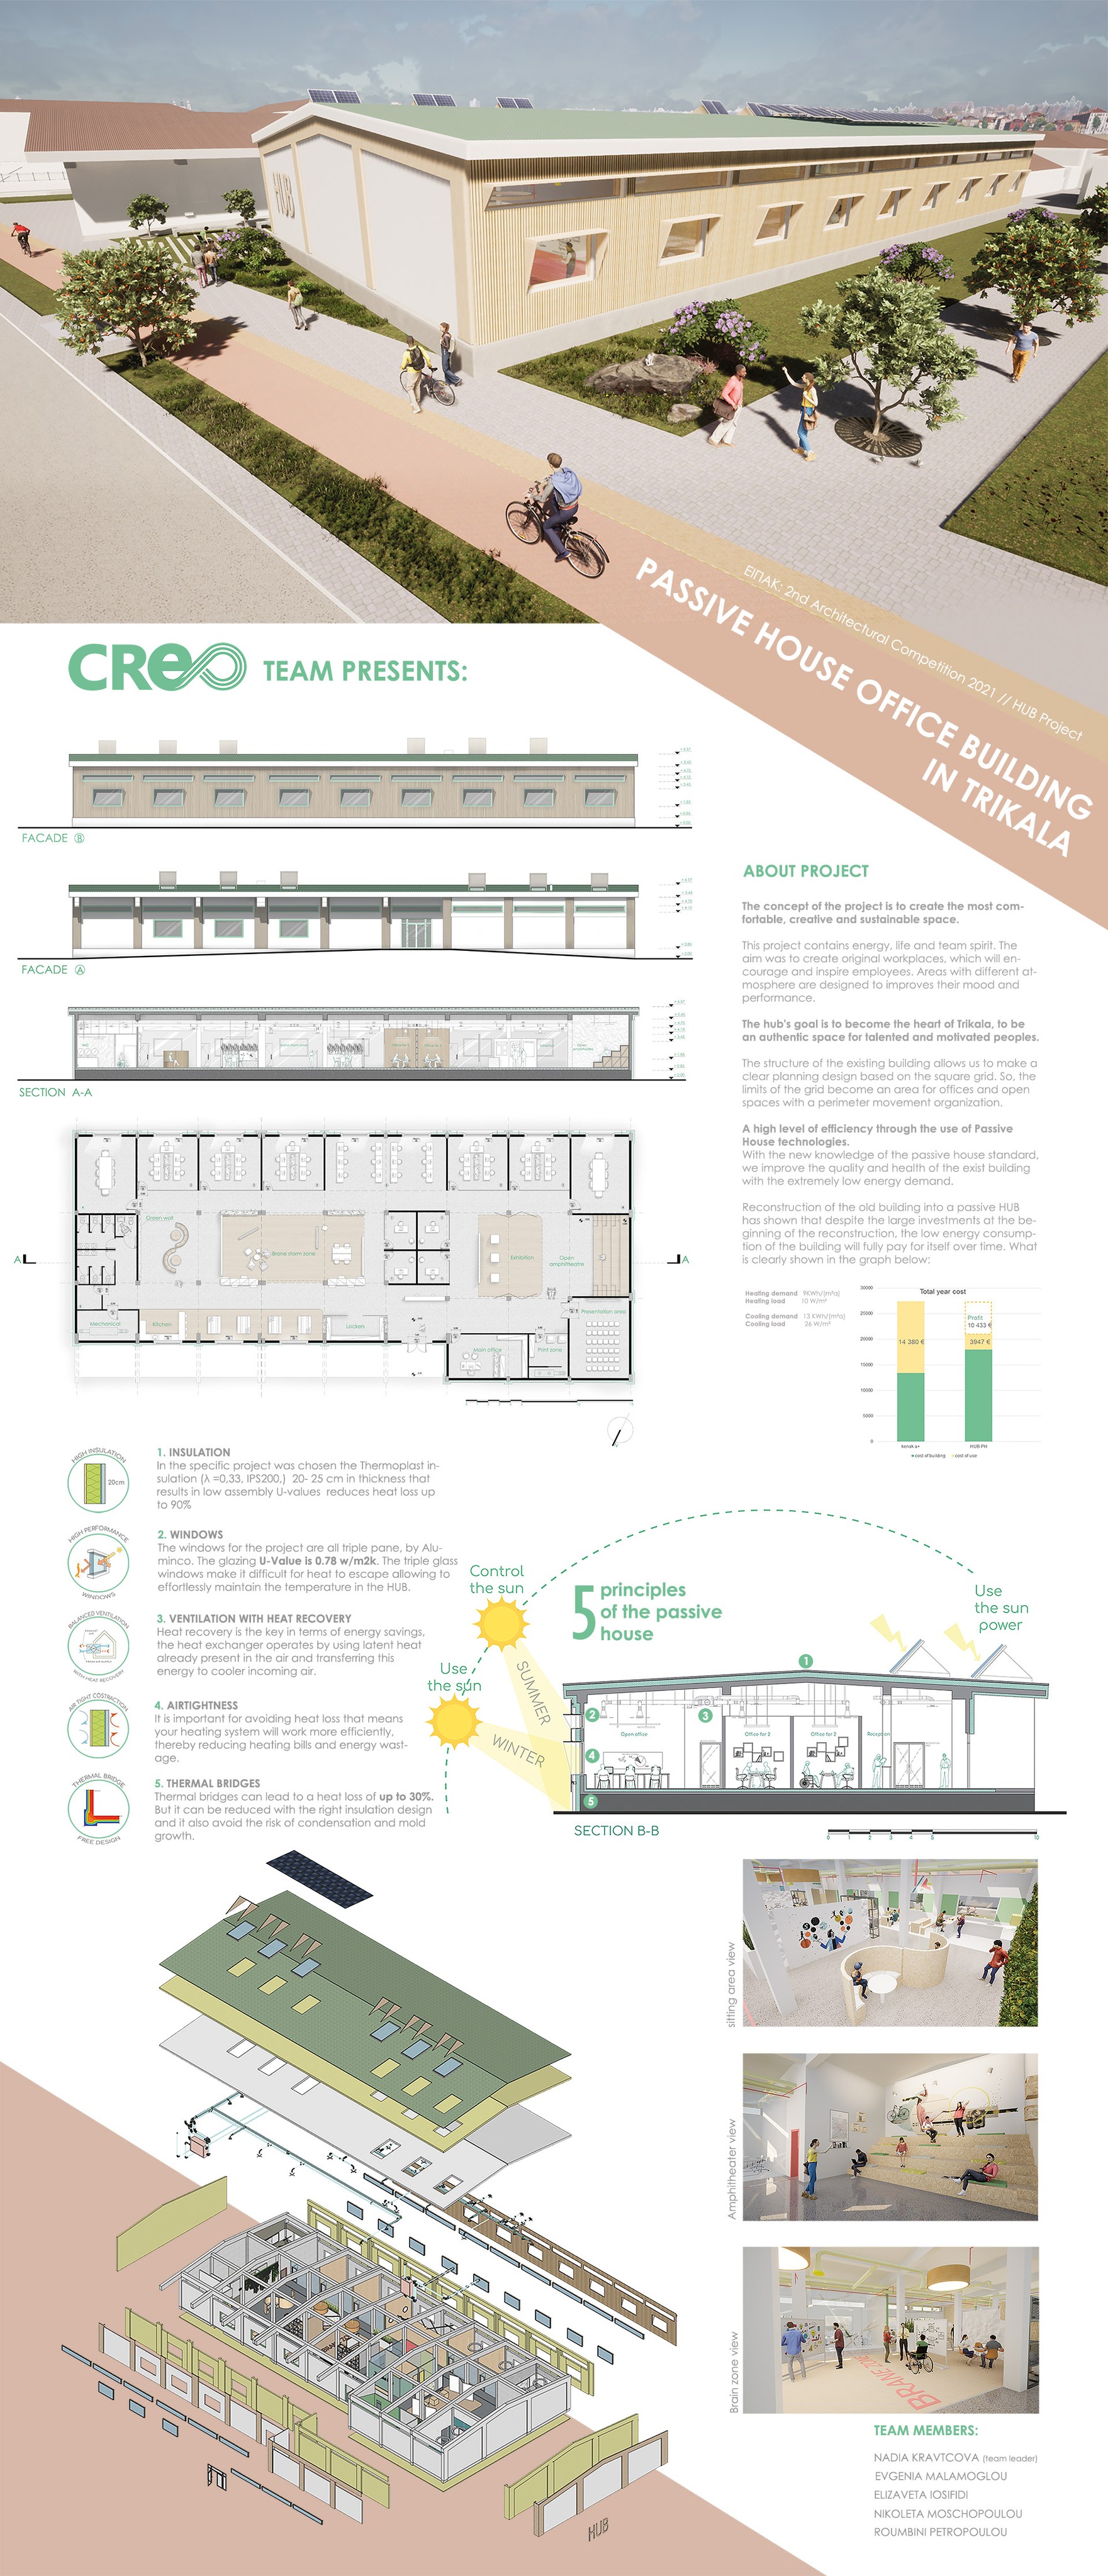 HUB
ΕΙΠΑΚ: 2nd Architectural Competition 2021 // HUB Project
PASSIVE HOUSE OFFICE BUILDING
IN TRIKALA
CReo TEAM PRESENTS:
FACADE B
FACADE A
SECTION A-A
Green wall
Brane storm zone
Exhibition
Open
amphitheatre
A
A
Mechanical
Kitchen
Lockers
Main office
Print zone
Presentation area
ABOUT PROJECT
The concept of the project is to create the most com-
fortable, creative and sustainable space.
This project contains energy, life and team spirit. The
aim was to create original workplaces, which will en-
courage and inspire employees. Areas with different at-
mosphere are designed to improves their mood and
performance.
The hub's goal is to become the heart of Trikala, to be
an authentic space for talented and motivated peoples.
The structure of the existing building allows us to make a
clear planning design based on the square grid. So, the
limits of the grid become an area for offices and open
spaces with a perimeter movement organization.
A high level of efficiency through the use of Passive
House technologies.
With the new knowledge of the passive house standard,
we improve the quality and health of the exist building
with the extremely low energy demand.
Reconstruction of the old building into a passive HUB
has shown that despite the large investments at the be-
ginning of the reconstruction, the low energy consump-
tion of the building will fully pay for itself over time. What
is clearly shown in the graph below:
Heating demand 9KWh/(m²a)
Heating load 10 W/m²
Cooling demand 13 KWh/(m²a)
Cooling load 26 W/m²
Total year cost
30000
25000
20000
15000
10000
5000
0
14 380 €
Profit
10 433 €
3947 €
kenak a+
HUB PH
cost of building
cost of use
HIGH INSULATION
20cm
1. INSULATION
In the specific project was chosen the Thermoplast in-
sulation (λ =0,33, IPS200,) 20- 25 cm in thickness that
results in low assembly U-values reduces heat loss up
to 90%
HIGH PERFORMANCE
WINDOWS
2. WINDOWS
The windows for the project are all triple pane, by Alu-
minco. The glazing U-Value is 0.78 w/m2k. The triple glass
windows make it difficult for heat to escape allowing to
effortlessly maintain the temperature in the HUB.
BALANCED VENTILATION
WITH HEAT RECOVERY
3. VENTILATION WITH HEAT RECOVERY
Heat recovery is the key in terms of energy savings,
the heat exchanger operates by using latent heat
already present in the air and transferring this
energy to cooler incoming air.
AIR TIGHT COSTRACTION
4. AIRTIGHTNESS
It is important for avoiding heat loss that means
your heating system will work more efficiently,
thereby reducing heating bills and energy wast-
age.
THERMAL BRIDGE
FREE DESIGN
5. THERMAL BRIDGES
Thermal bridges can lead to a heat loss of up to 30%.
But it can be reduced with the right insulation design
and it also avoid the risk of condensation and mold
growth.
Control
the sun
Use
the sun
SUMMER
WINTER
5 principles
of the passive
house
Use
the sun
power
1
2
3
4
5
Open office
Office for 2
Office for 2
Reception
SECTION B-B
0 1 2 3 4 5 10
sitting area view
Amphitheater view
Brain zone view
HUB
TEAM MEMBERS:
NADIA KRAVTCOVA (team leader)
EVGENIA MALAMOGLOU
ELIZAVETA IOSIFIDI
NIKOLETA MOSCHOPOULOU
ROUMBINI PETROPOULOU